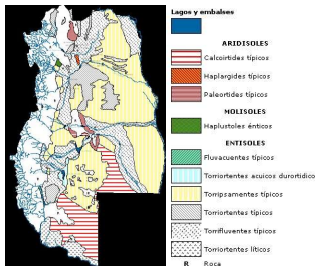 Lagos y embalses
ARIDISOLES
Calcoirtides típicos
Haplargides típicos
Paleortides típicos
MOLISOLES
Haplustoles énticos
ENTISOLES
Fluvacuentes típicos
Torriortentes acuicos durortidico
Torripsamentes típicos
Torriortentes típicos
Torrifluventes típicos
Torriortentes líticos
R Roca